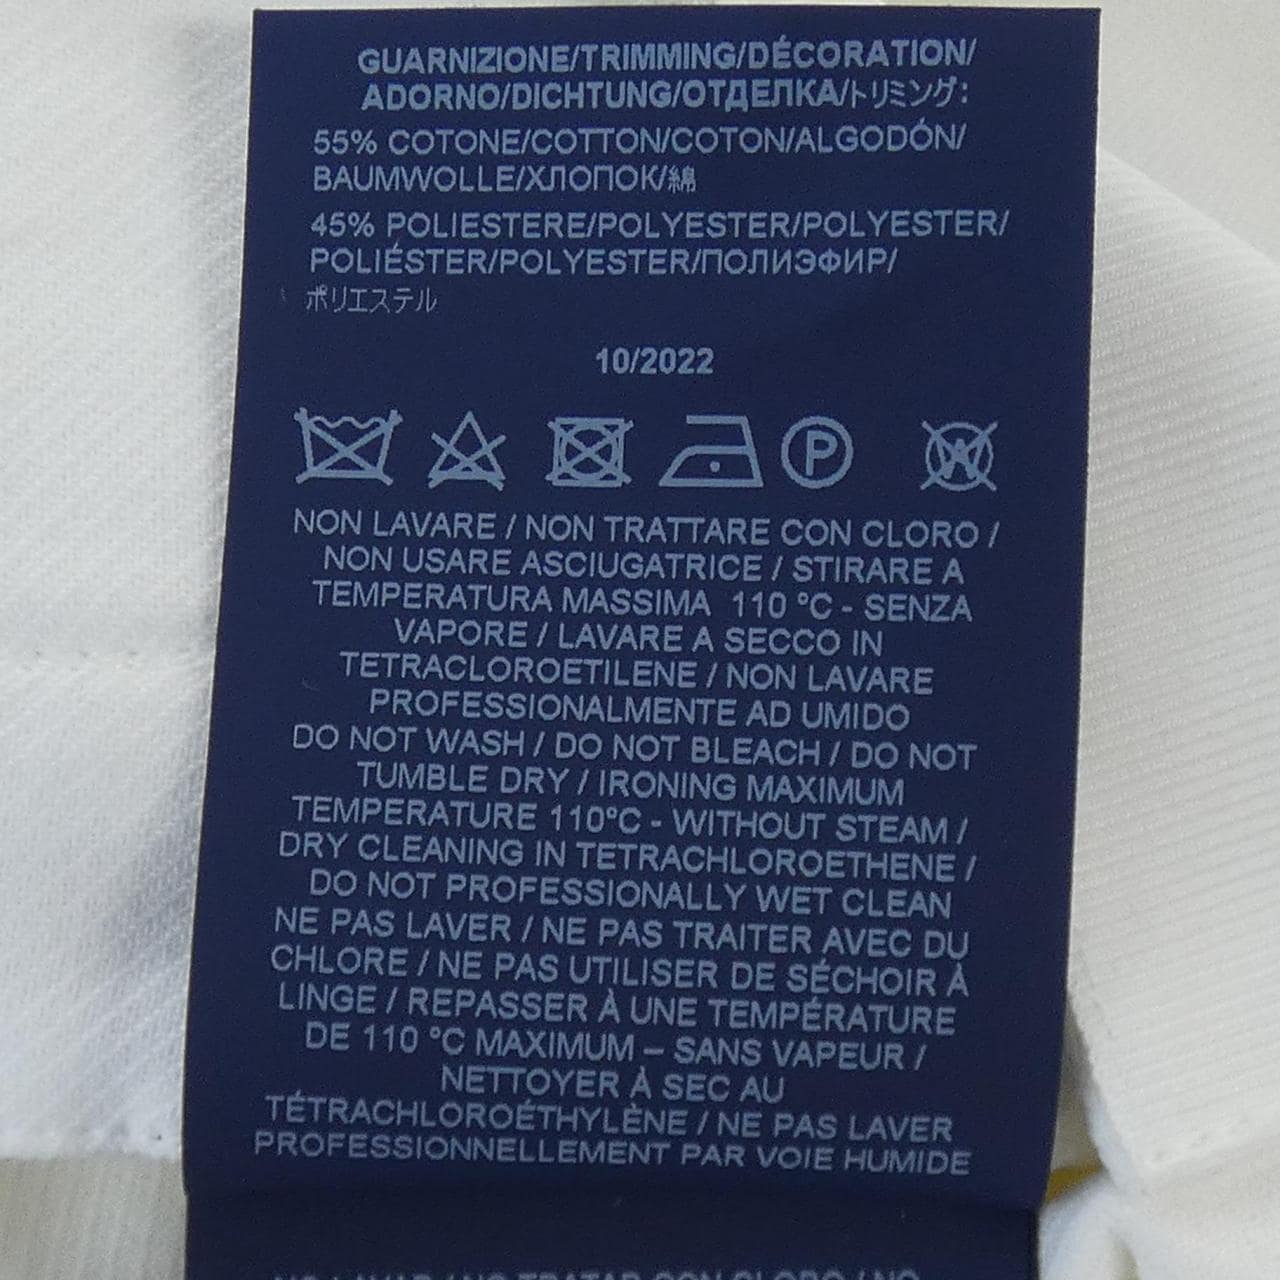 GUARNIZIONE/TRIMMING/DÉCORATION/
ADORNO/DICHTUNG/ОТДЕЛКА/トリミング:
55% COTONE/COTTON/COTON/ALGODÓN/
BAUMWOLLE/ХЛОПОК/綿
45% POLIESTERE/POLYESTER/POLYESTER/
POLIÉSTER/POLYESTER/ПОЛИЭФИР/
ポリエステル
10/2022
P W
NON LAVARE / NON TRATTARE CON CLORO /
NON USARE ASCIUGATRICE / STIRARE A
TEMPERATURA MASSIMA 110 °C - SENZA
VAPORE / LAVARE A SECCO IN
TETRACLOROETILENE / NON LAVARE
PROFESSIONALMENTE AD UMIDO
DO NOT WASH / DO NOT BLEACH / DO NOT
TUMBLE DRY / IRONING MAXIMUM
TEMPERATURE 110°C - WITHOUT STEAM /
DRY CLEANING IN TETRACHLOROETHENE /
DO NOT PROFESSIONALLY WET CLEAN
NE PAS LAVER / NE PAS TRAITER AVEC DU
CHLORE / NE PAS UTILISER DE SÉCHOIR À
LINGE / REPASSER À UNE TEMPÉRATURE
DE 110 °C MAXIMUM – SANS VAPEUR /
NETTOYER À SEC AU
TÉTRACHLOROÉTHYLÈNE / NE PAS LAVER
PROFESSIONNELLEMENT PAR VOIE HUMIDE